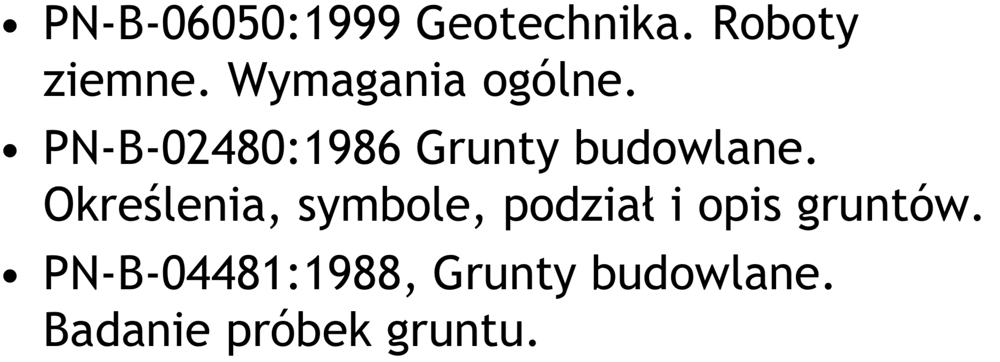 • PN-B-06050:1999 Geotechnika. Roboty
ziemne. Wymagania ogólne.
• PN-B-02480:1986 Grunty budowlane.
Określenia, symbole, podział i opis gruntów.
• PN-B-04481:1988, Grunty budowlane.
Badanie próbek gruntu.